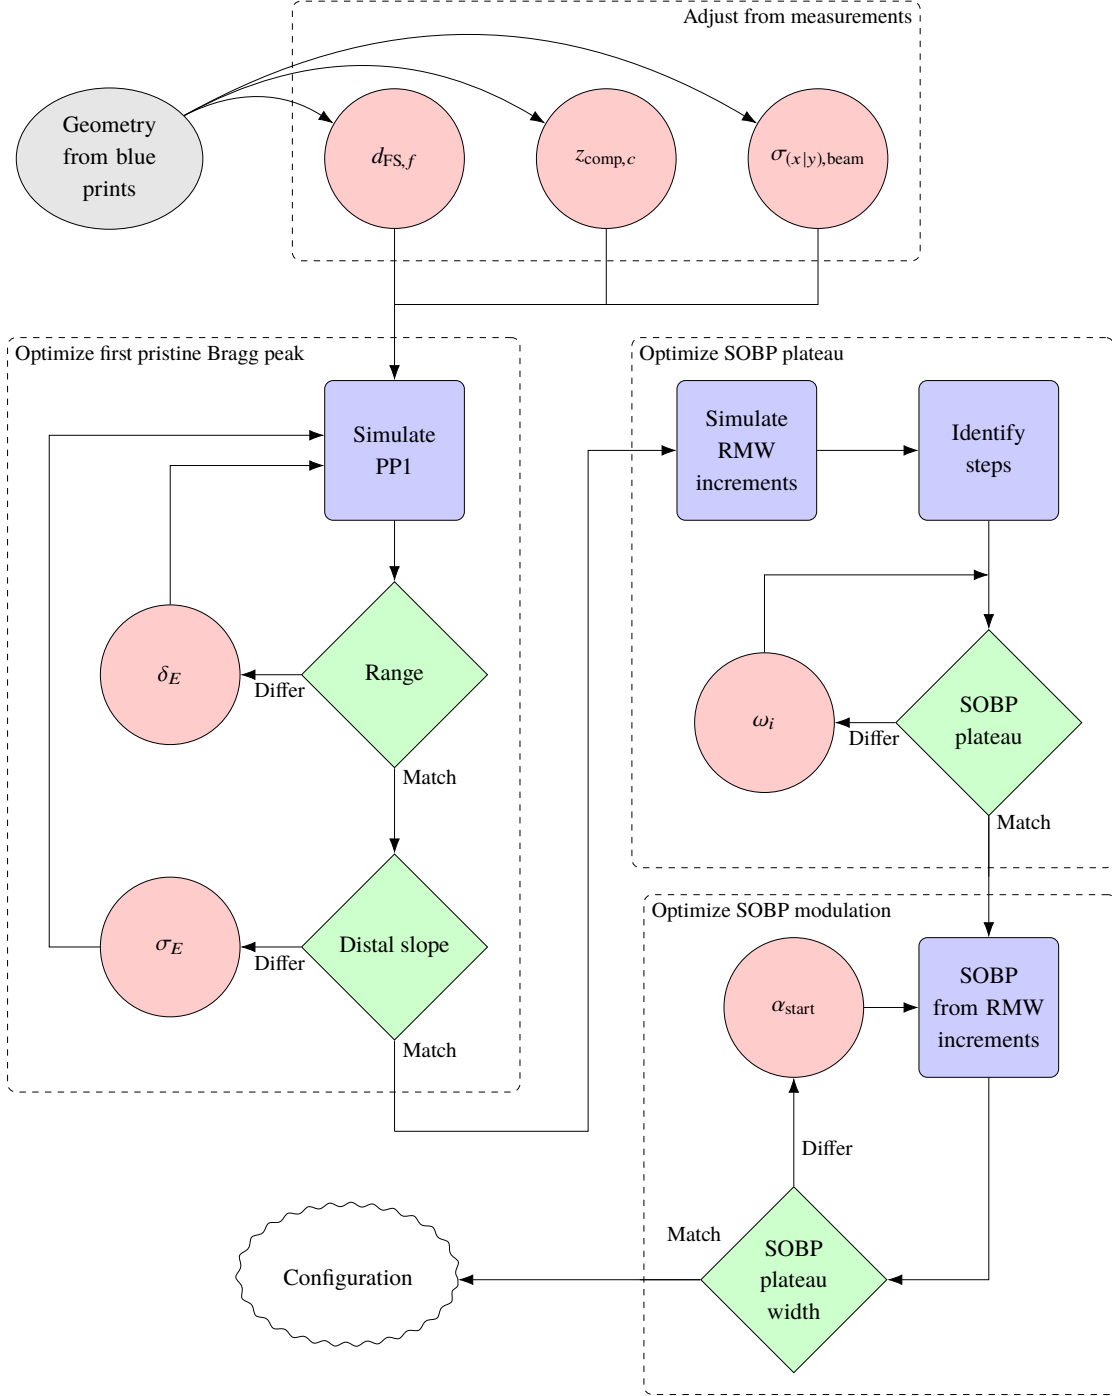 Adjust from measurements
Geometry
from blue
prints
d_FS,f
z_comp,c
σ_(x|y),beam
Optimize first pristine Bragg peak
Simulate
PP1
Range
Differ
δ_E
Match
Distal slope
Differ
σ_E
Match
Optimize SOBP plateau
Simulate
RMW
increments
Identify
steps
SOBP
plateau
Differ
ω_i
Match
Optimize SOBP modulation
α_start
SOBP
from RMW
increments
Differ
Match
SOBP
plateau
width
Configuration